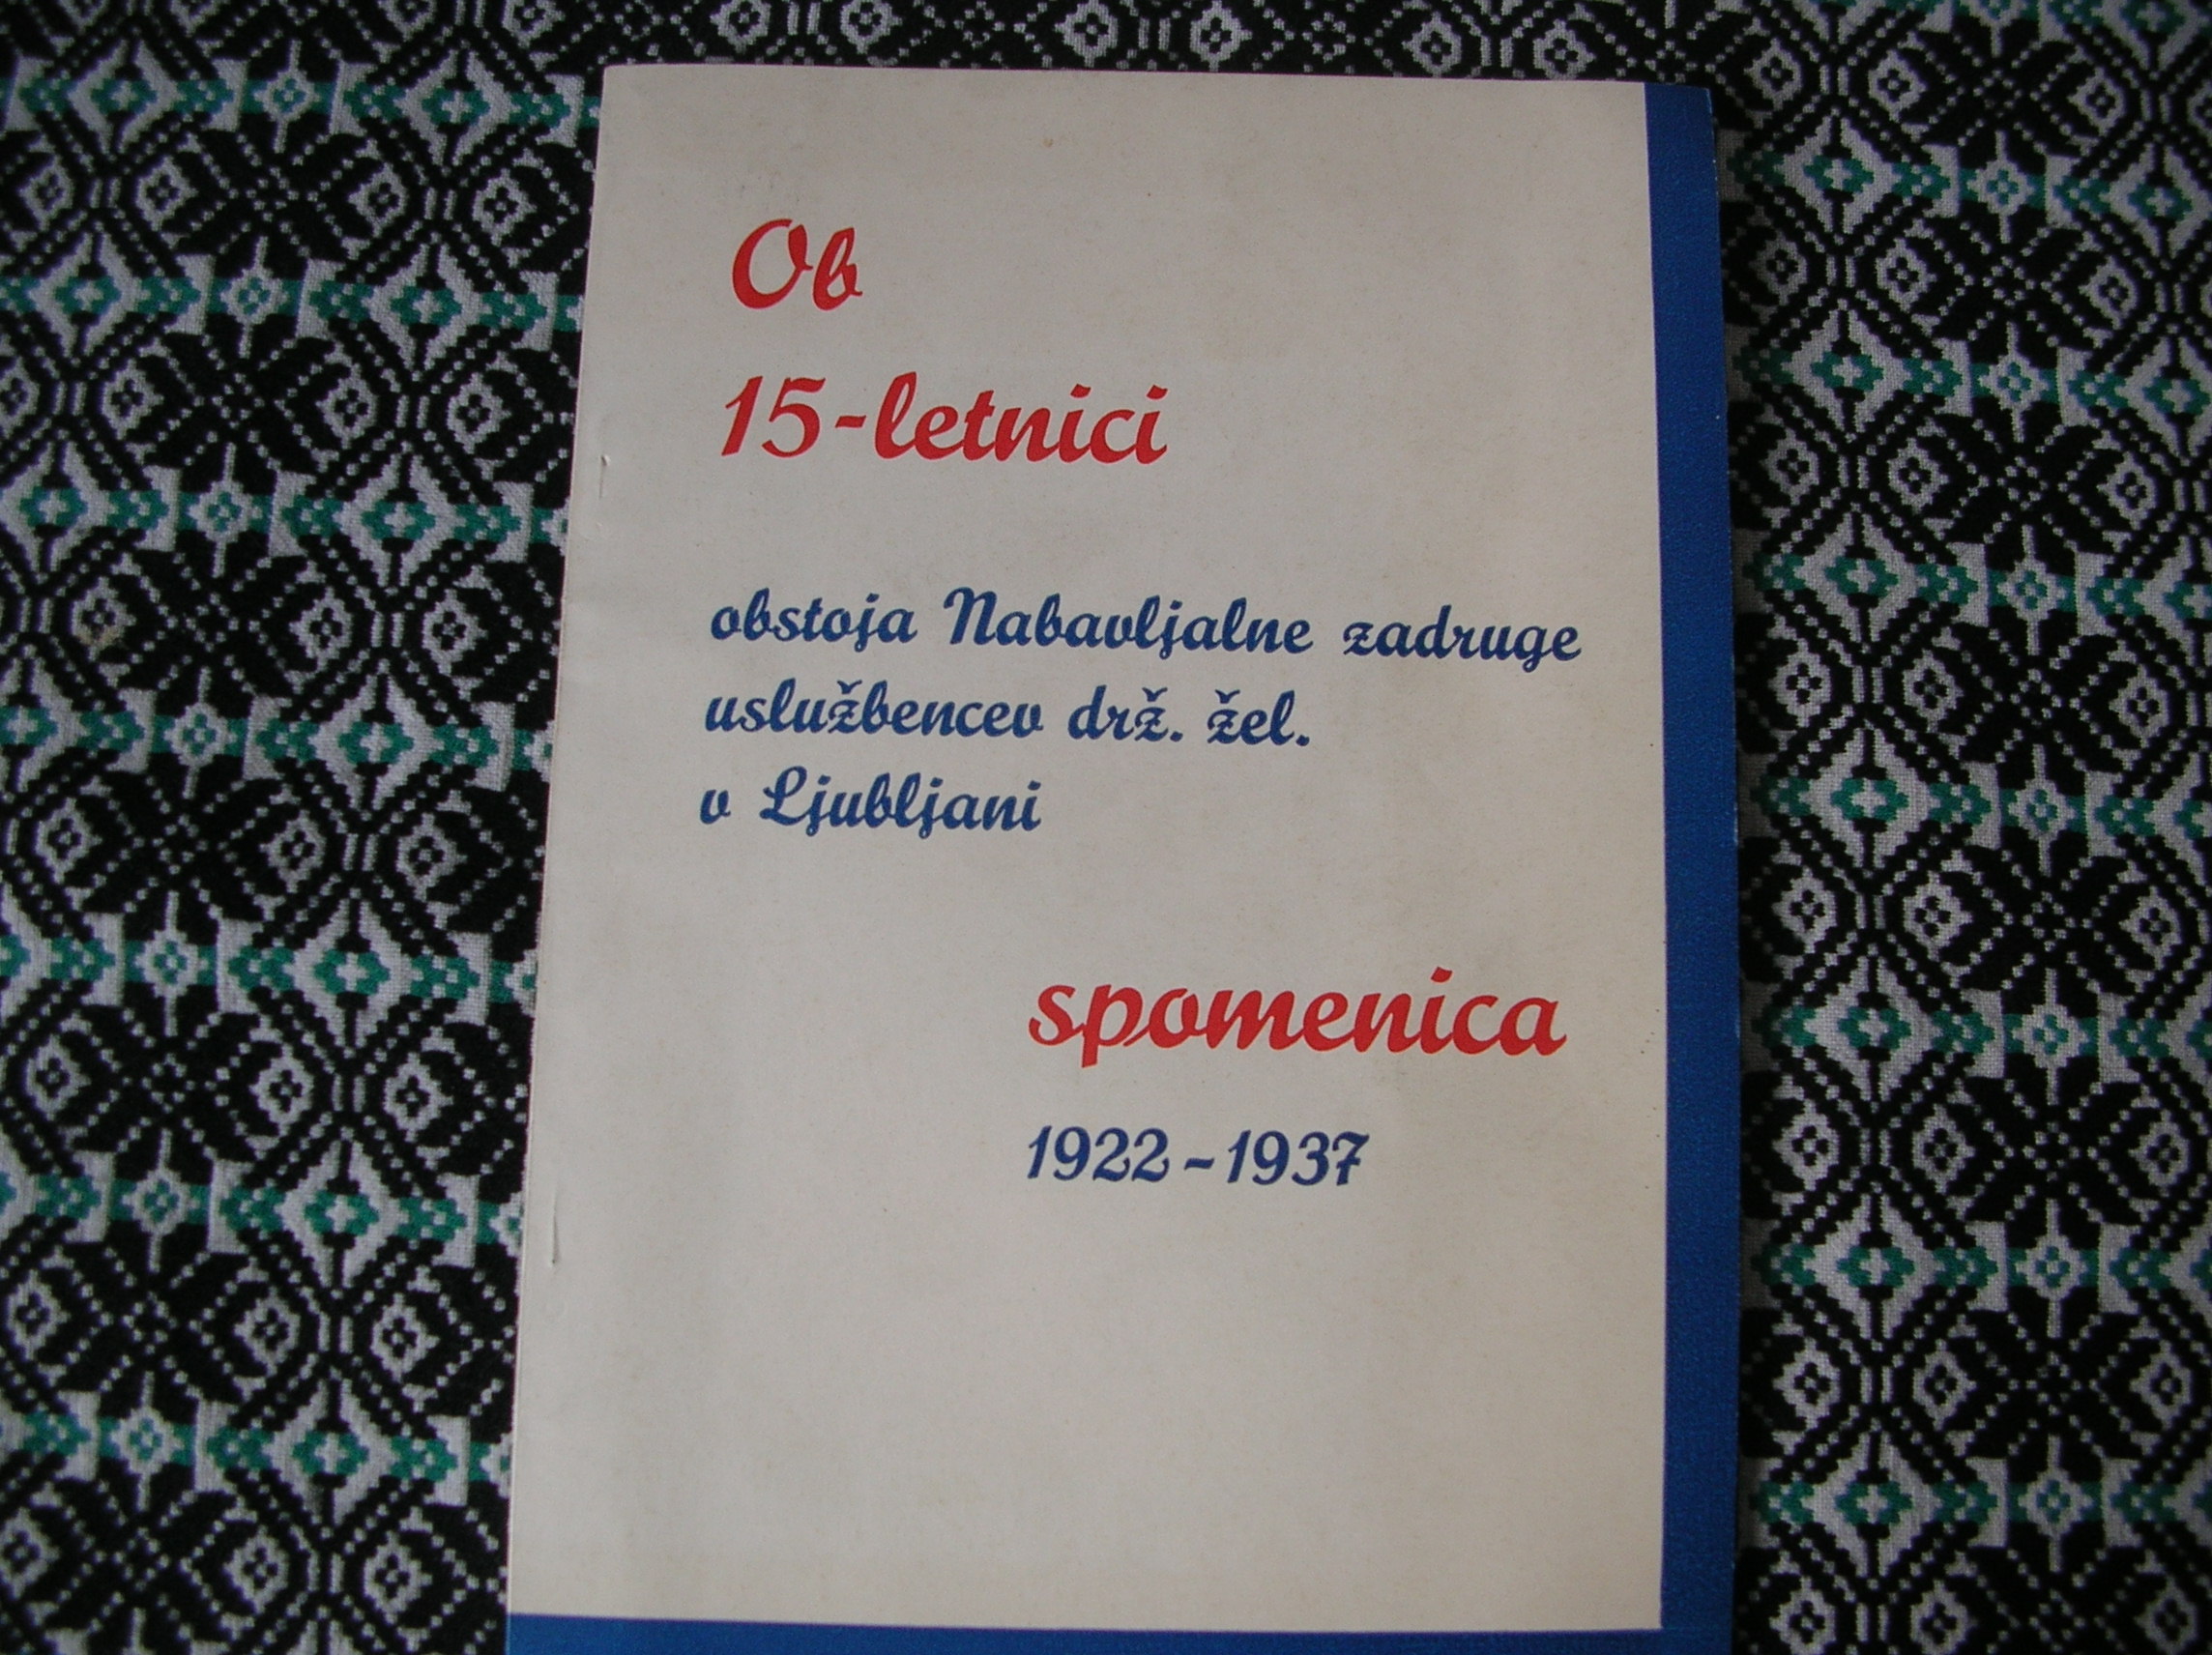 Ob
15-letnici
obstoja Nabavljalne zadruge
uslužbencev drž. žel.
v Ljubljani
spomenica
1922-1937